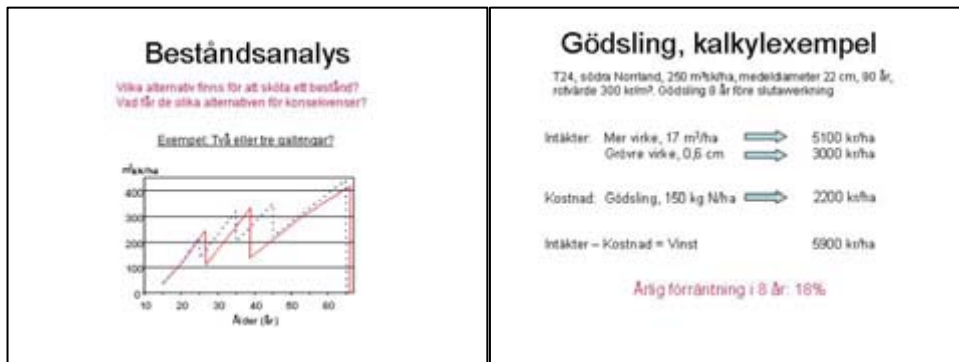 Beståndsanalys
Vilka alternativ finns för att sköta ett bestånd?
Vad får de olika alternativen för konsekvenser?
Exempel: Två eller tre gallringar?
m³sk/ha
400
300
200
100
0
10 20 30 40 50 60
Ålder (år)
Gödsling, kalkylexempel
T24, södra Norrland, 250 m³sk/ha, medeldiameter 22 cm, 90 år,
rotvärde 300 kr/m³. Gödsling 8 år före slutavverkning
Intäkter: Mer virke, 17 m³/ha 5100 kr/ha
Grövre virke, 0,6 cm 3000 kr/ha
Kostnad: Gödsling, 150 kg N/ha 2200 kr/ha
Intäkter – Kostnad = Vinst 5900 kr/ha
Årlig förräntning i 8 år: 18%